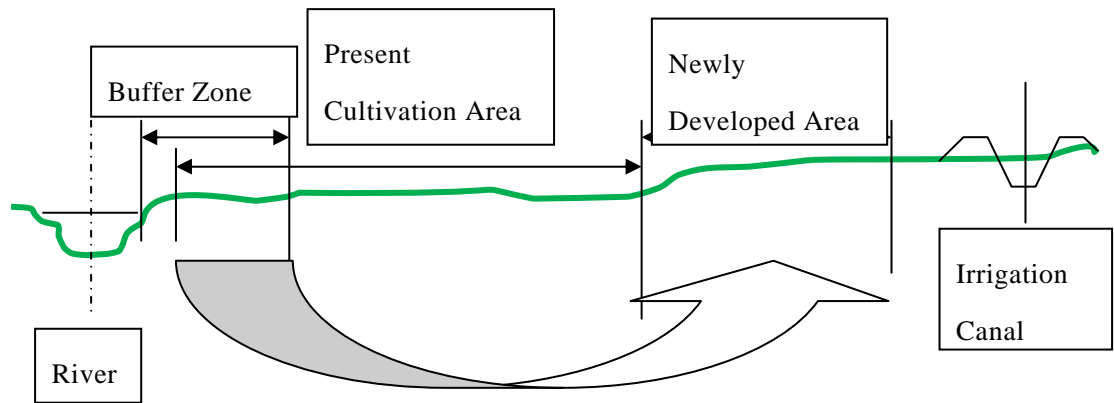 Buffer Zone
Present
Cultivation Area
Newly
Developed Area
River
Irrigation
Canal